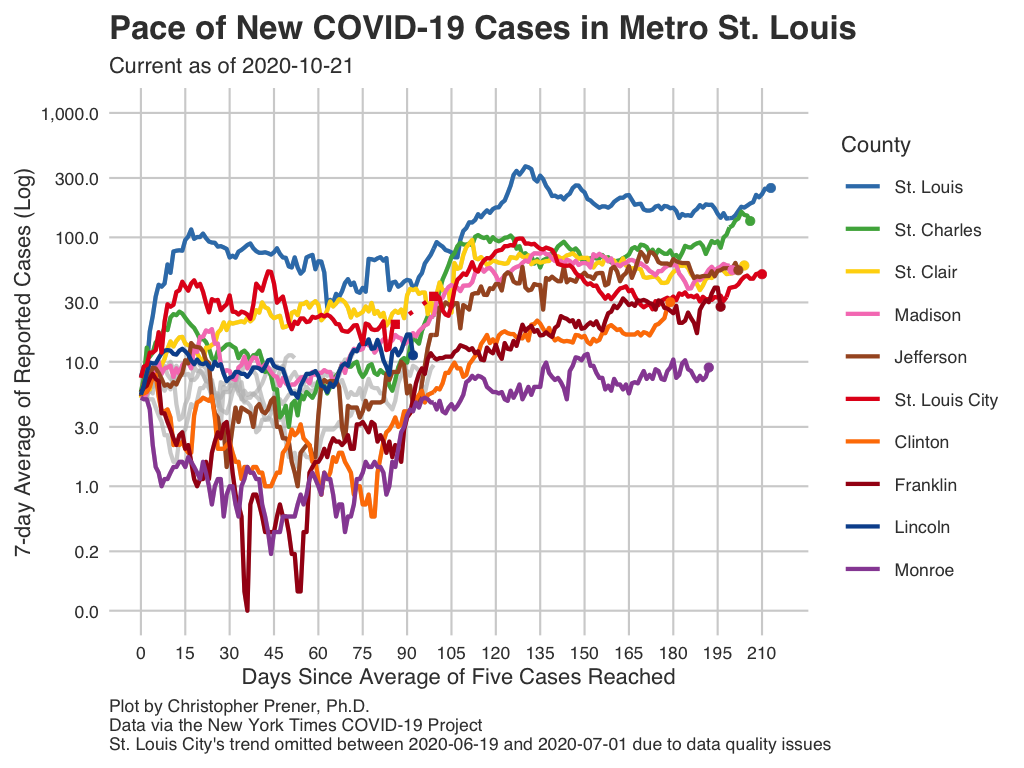 Pace of New COVID-19 Cases in Metro St. Louis
Current as of 2020-10-21
7-day Average of Reported Cases (Log)
1,000.0
300.0
100.0
30.0
10.0
3.0
1.0
0.2
0.0
0 15 30 45 60 75 90 105 120 135 150 165 180 195 210
Days Since Average of Five Cases Reached
County
St. Louis
St. Charles
St. Clair
Madison
Jefferson
St. Louis City
Clinton
Franklin
Lincoln
Monroe
Plot by Christopher Prener, Ph.D.
Data via the New York Times COVID-19 Project
St. Louis City's trend omitted between 2020-06-19 and 2020-07-01 due to data quality issues